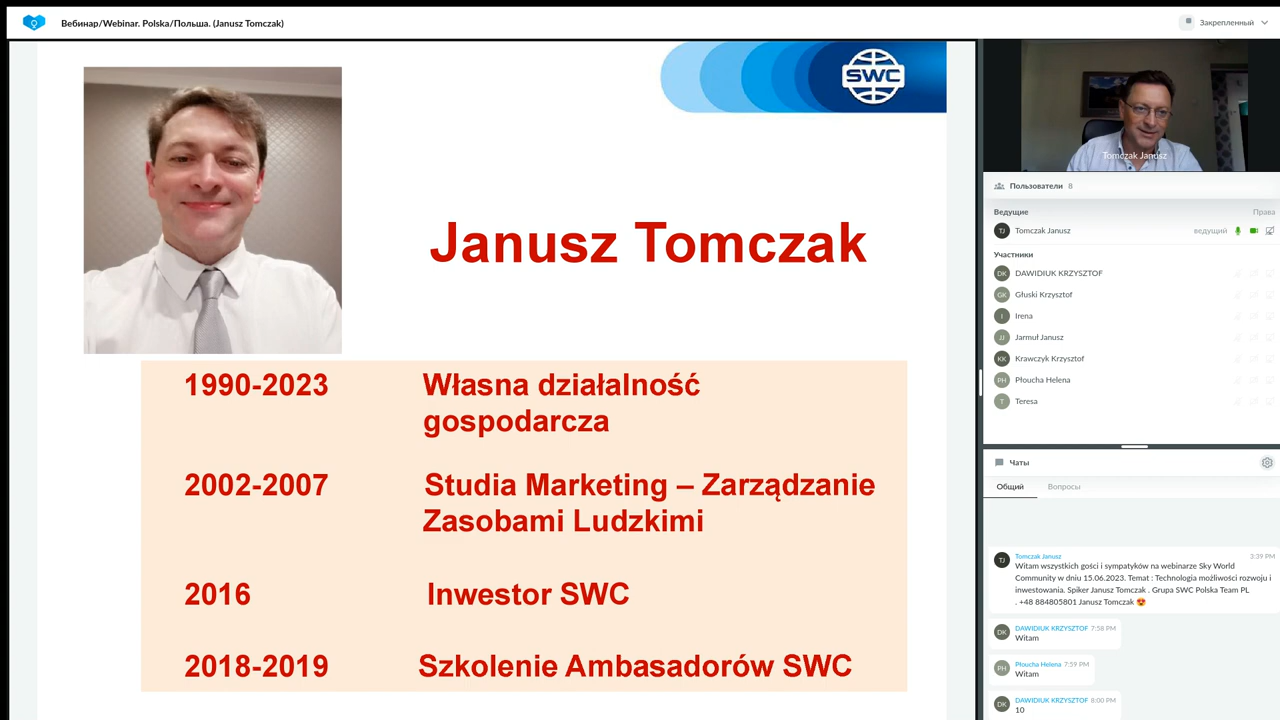 Вебинар/Webinar. Polska/Польша. (Janusz Tomczak)
Закрепленный
SWC
Janusz Tomczak
1990-2023 Własna działalność
gospodarcza
2002-2007 Studia Marketing – Zarządzanie
Zasobami Ludzkimi
2016 Inwestor SWC
2018-2019 Szkolenie Ambasadorów SWC
Tomczak Janusz
Пользователи 8
Ведущие Права
TJ Tomczak Janusz ведущий
Участники
DK DAWIDIUK KRZYSZTOF
GK Głuski Krzysztof
I Irena
JJ Jarmuł Janusz
KK Krawczyk Krzysztof
PH Płoucha Helena
T Teresa
Чаты
Общий Вопросы
TJ Tomczak Janusz 3:39 PM
Witam wszystkich gości i sympatyków na webinarze Sky World
Community w dniu 15.06.2023. Temat : Technologia możliwości rozwoju i
inwestowania. Spiker Janusz Tomczak . Grupa SWC Polska Team PL
. +48 884805801 Janusz Tomczak 😍
DK DAWIDIUK KRZYSZTOF 7:58 PM
Witam
PH Płoucha Helena 7:59 PM
Witam
DK DAWIDIUK KRZYSZTOF 8:00 PM
10